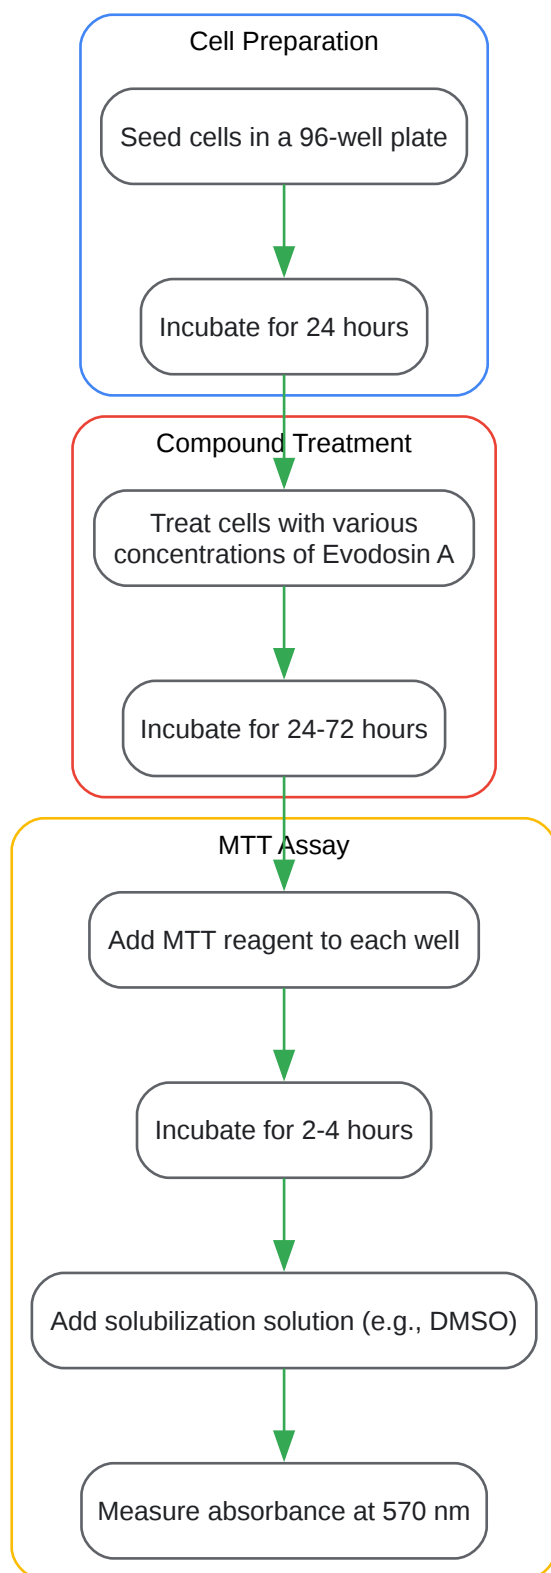 Cell Preparation
Seed cells in a 96-well plate
Incubate for 24 hours
Compound Treatment
Treat cells with various
concentrations of Evodosin A
Incubate for 24-72 hours
MTT Assay
Add MTT reagent to each well
Incubate for 2-4 hours
Add solubilization solution (e.g., DMSO)
Measure absorbance at 570 nm